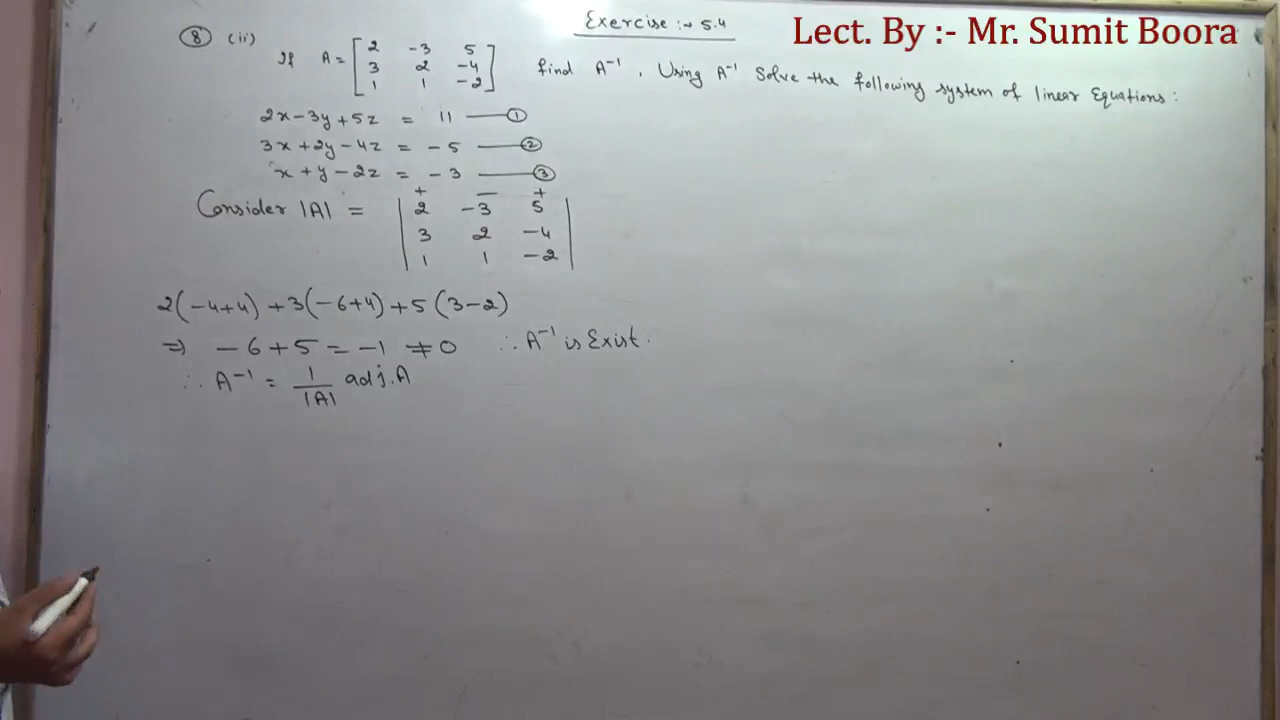 Exercise :- 5.4
Lect. By :- Mr. Sumit Boora
⑧ (ii) If A = [ 2 -3 5 find A⁻¹ . Using A⁻¹ Solve the following system of linear Equations :
3 2 -4
1 1 -2 ]
2x-3y+5z = 11 —— ①
3x+2y-4z = -5 —— ②
x+y-2z = -3 —— ③
+ - +
Consider |A| = | 2 -3 5 |
3 2 -4
1 1 -2
2(-4+4) +3(-6+4) +5(3-2)
⇒ -6+5 = -1 ≠0 ∴ A⁻¹ is Exist.
∴ A⁻¹ = 1/|A| adj.A